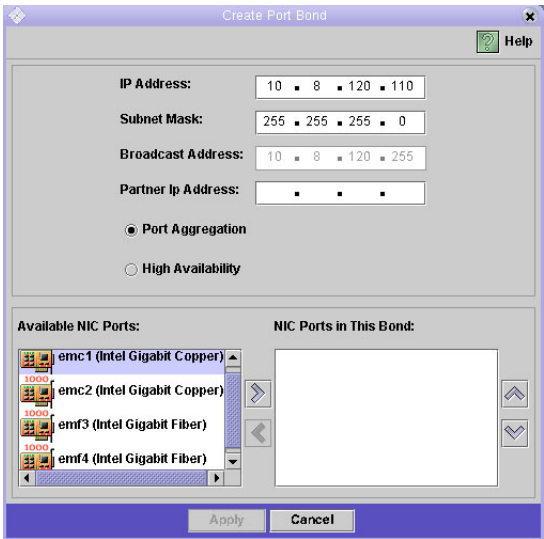 Create Port Bond
Help
IP Address: 10 . 8 . 120 . 110
Subnet Mask: 255 . 255 . 255 . 0
Broadcast Address: 10 . 8 . 120 . 255
Partner Ip Address: . . .
Port Aggregation
High Availability
Available NIC Ports:
NIC Ports in This Bond:
emc1 (Intel Gigabit Copper)
1000
emc2 (Intel Gigabit Copper)
1000
emf3 (Intel Gigabit Fiber)
1000
emf4 (Intel Gigabit Fiber)
Apply
Cancel